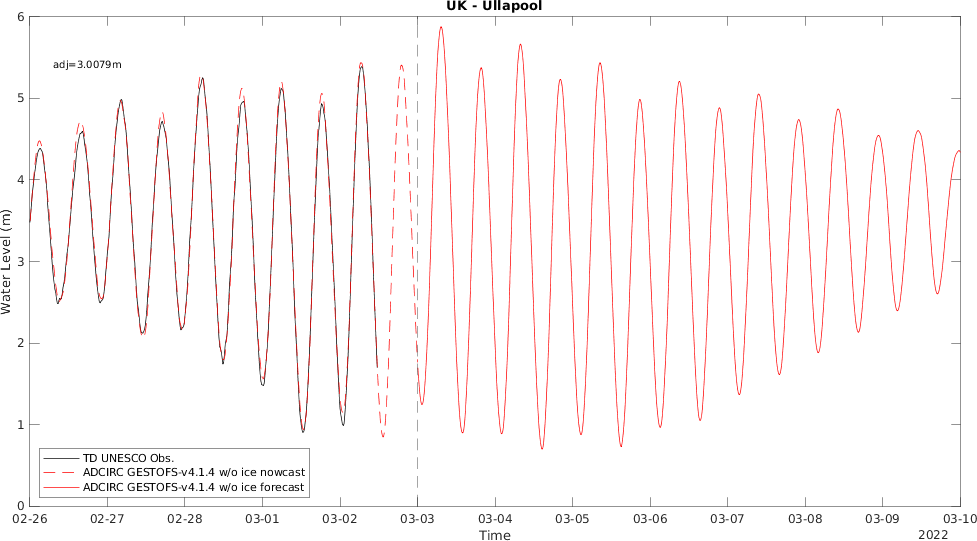 UK - Ullapool
6
5
4
3
2
1
0
Water Level (m)
adj=3.0079m
TD UNESCO Obs.
ADCIRC GESTOFS-v4.1.4 w/o ice nowcast
ADCIRC GESTOFS-v4.1.4 w/o ice forecast
02-26 02-27 02-28 03-01 03-02 03-03 03-04 03-05 03-06 03-07 03-08 03-09 03-10
Time
2022